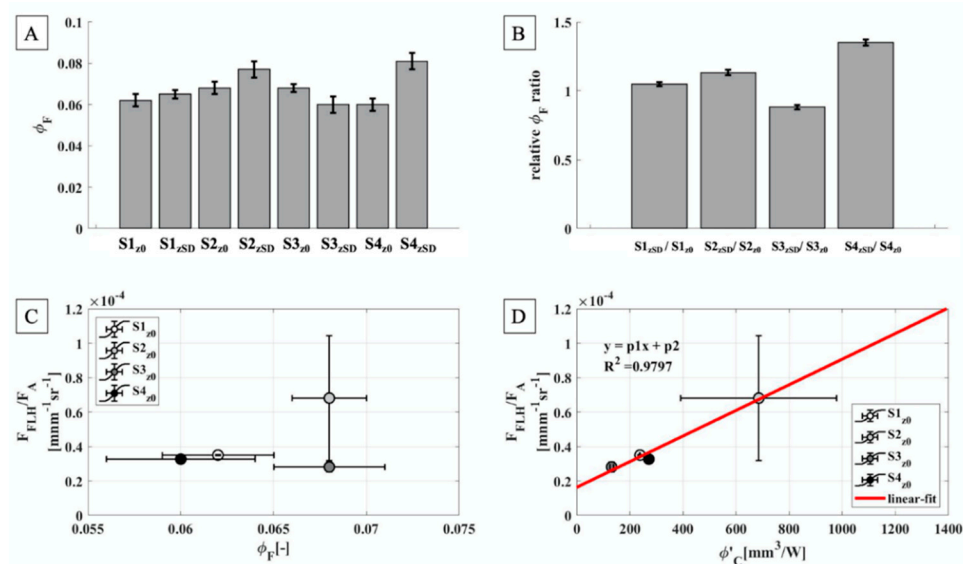 A
0.1
0.08
0.06
0.04
0.02
0
ϕF
S1z0 S1zSD S2z0 S2zSD S3z0 S3zSD S4z0 S4zSD
B
1.5
1
0.5
0
relative ϕF ratio
S1zSD/ S1z0 S2zSD/ S2z0 S3zSD/ S3z0 S4zSD/ S4z0
C
×10-4
1.2
1
0.8
0.6
0.4
0.2
0
FFLH/FA
[mmm-1sr-1]
S1z0
S2z0
S3z0
S4z0
0.055 0.06 0.065 0.07 0.075
ϕF[-]
D
×10-4
1.2
1
0.8
0.6
0.4
0.2
0
FFLH/FA
[mmm-1sr-1]
y = p1x + p2
R2 =0.9797
S1z0
S2z0
S3z0
S4z0
linear-fit
0 200 400 600 800 1000 1200 1400
ϕ'C[mm3/W]